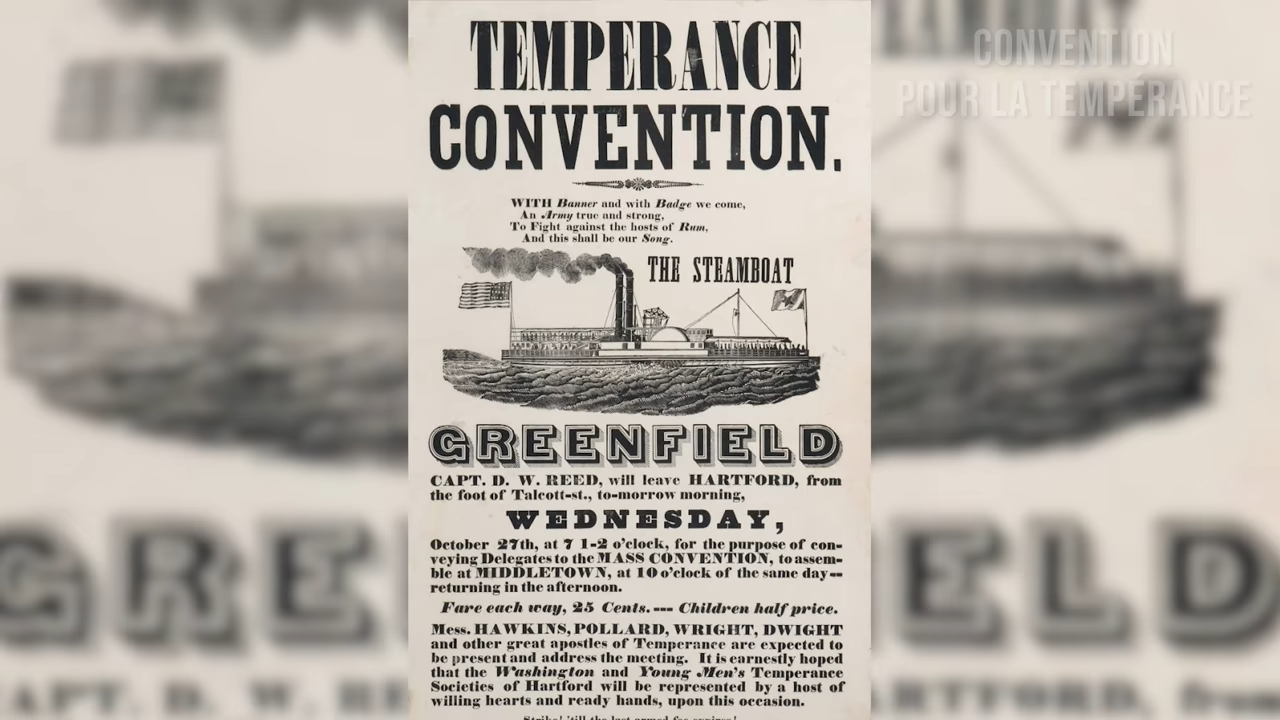 CONVENTION
POUR LA TEMPÉRANCE
TEMPERANCE
CONVENTION.
WITH Banner and with Badge we come,
An Army true and strong,
To Fight against the hosts of Rum,
And this shall be our Song.
THE STEAMBOAT
GREENFIELD
CAPT. D. W. REED, will leave HARTFORD, from
the foot of Talcott-st., to-morrow morning,
WEDNESDAY,
October 27th, at 7 1-2 o'clock, for the purpose of con-
veying Delegates to the MASS CONVENTION, to assem-
ble at MIDDLETOWN, at 10 o'clock of the same day--
returning in the afternoon.
Fare each way, 25 Cents.--- Children half price.
Mess. HAWKINS, POLLARD, WRIGHT, DWIGHT
and other great apostles of Temperance are expected to
be present and address the meeting. It is earnestly hoped
that the Washington and Young Men's Temperance
Societies of Hartford will be represented by a host of
willing hearts and ready hands, upon this occasion.
Strike! 'till the last armed foe expires!